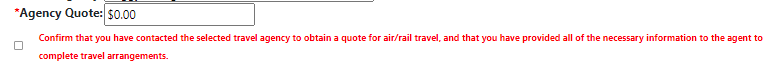 *Agency Quote: $0.00
Confirm that you have contacted the selected travel agency to obtain a quote for air/rail travel, and that you have provided all of the necessary information to the agent to
complete travel arrangements.